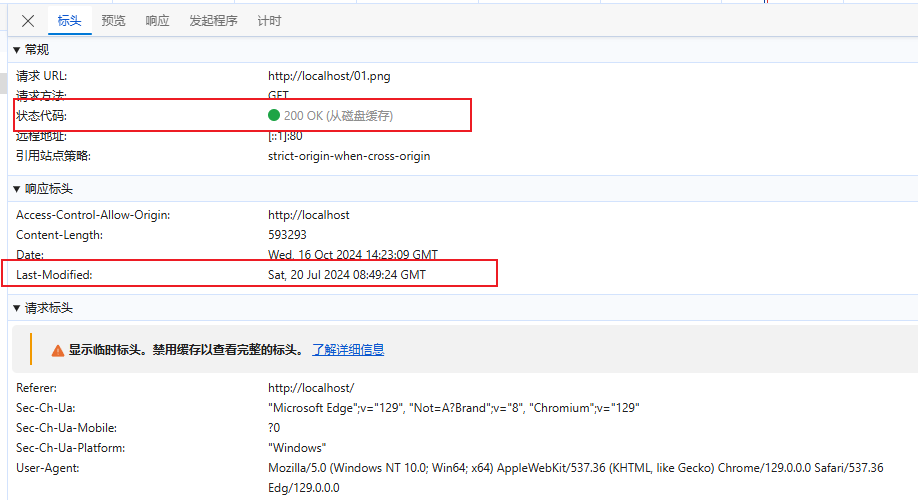 标头 预览 响应 发起程序 计时
常规
请求 URL: http://localhost/01.png
请求方法: GET
状态代码: 200 OK (从磁盘缓存)
远程地址: [::1]:80
引用站点策略: strict-origin-when-cross-origin
响应标头
Access-Control-Allow-Origin: http://localhost
Content-Length: 593293
Date: Wed, 16 Oct 2024 14:23:09 GMT
Last-Modified: Sat, 20 Jul 2024 08:49:24 GMT
请求标头
显示临时标头。禁用缓存以查看完整的标头。 了解详细信息
Referer: http://localhost/
Sec-Ch-Ua: "Microsoft Edge";v="129", "Not=A?Brand";v="8", "Chromium";v="129"
Sec-Ch-Ua-Mobile: ?0
Sec-Ch-Ua-Platform: "Windows"
User-Agent: Mozilla/5.0 (Windows NT 10.0; Win64; x64) AppleWebKit/537.36 (KHTML, like Gecko) Chrome/129.0.0.0 Safari/537.36
Edg/129.0.0.0